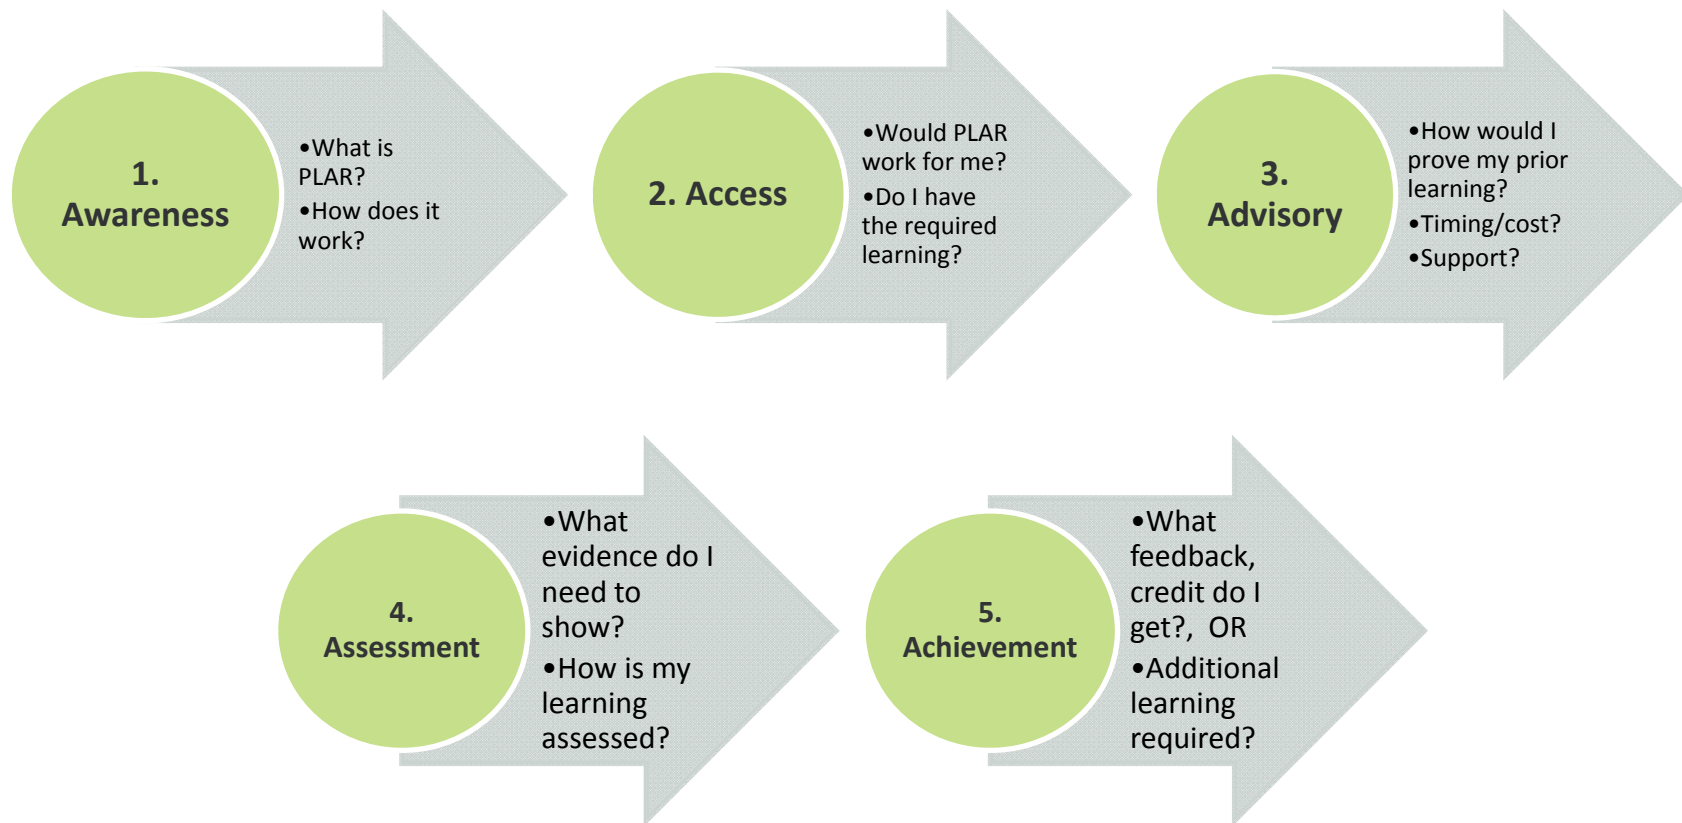 1.
Awareness
•What is
PLAR?
•How does it
work?
2. Access
•Would PLAR
work for me?
•Do I have
the required
learning?
3.
Advisory
•How would I
prove my prior
learning?
•Timing/cost?
•Support?
4.
Assessment
•What
evidence do I
need to
show?
•How is my
learning
assessed?
5.
Achievement
•What
feedback,
credit do I
get?, OR
•Additional
learning
required?